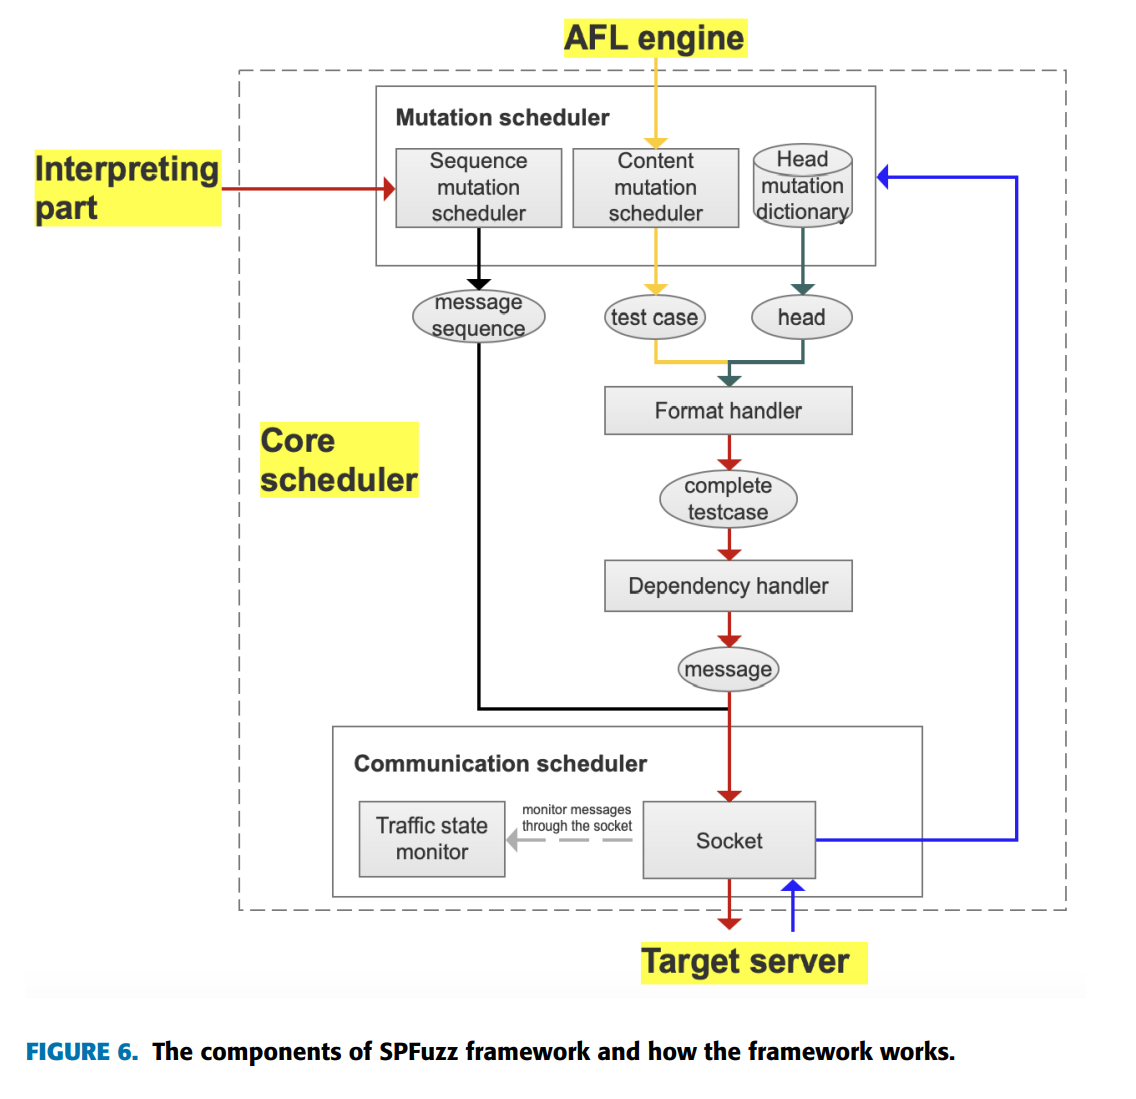 AFL engine
Mutation scheduler
Interpreting
part
Sequence
mutation
scheduler
Content
mutation
scheduler
Head
mutation
dictionary
message
sequence
test case
head
Format handler
Core
scheduler
complete
testcase
Dependency handler
message
Communication scheduler
Traffic state
monitor
monitor messages
through the socket
Socket
Target server
FIGURE 6. The components of SPFuzz framework and how the framework works.